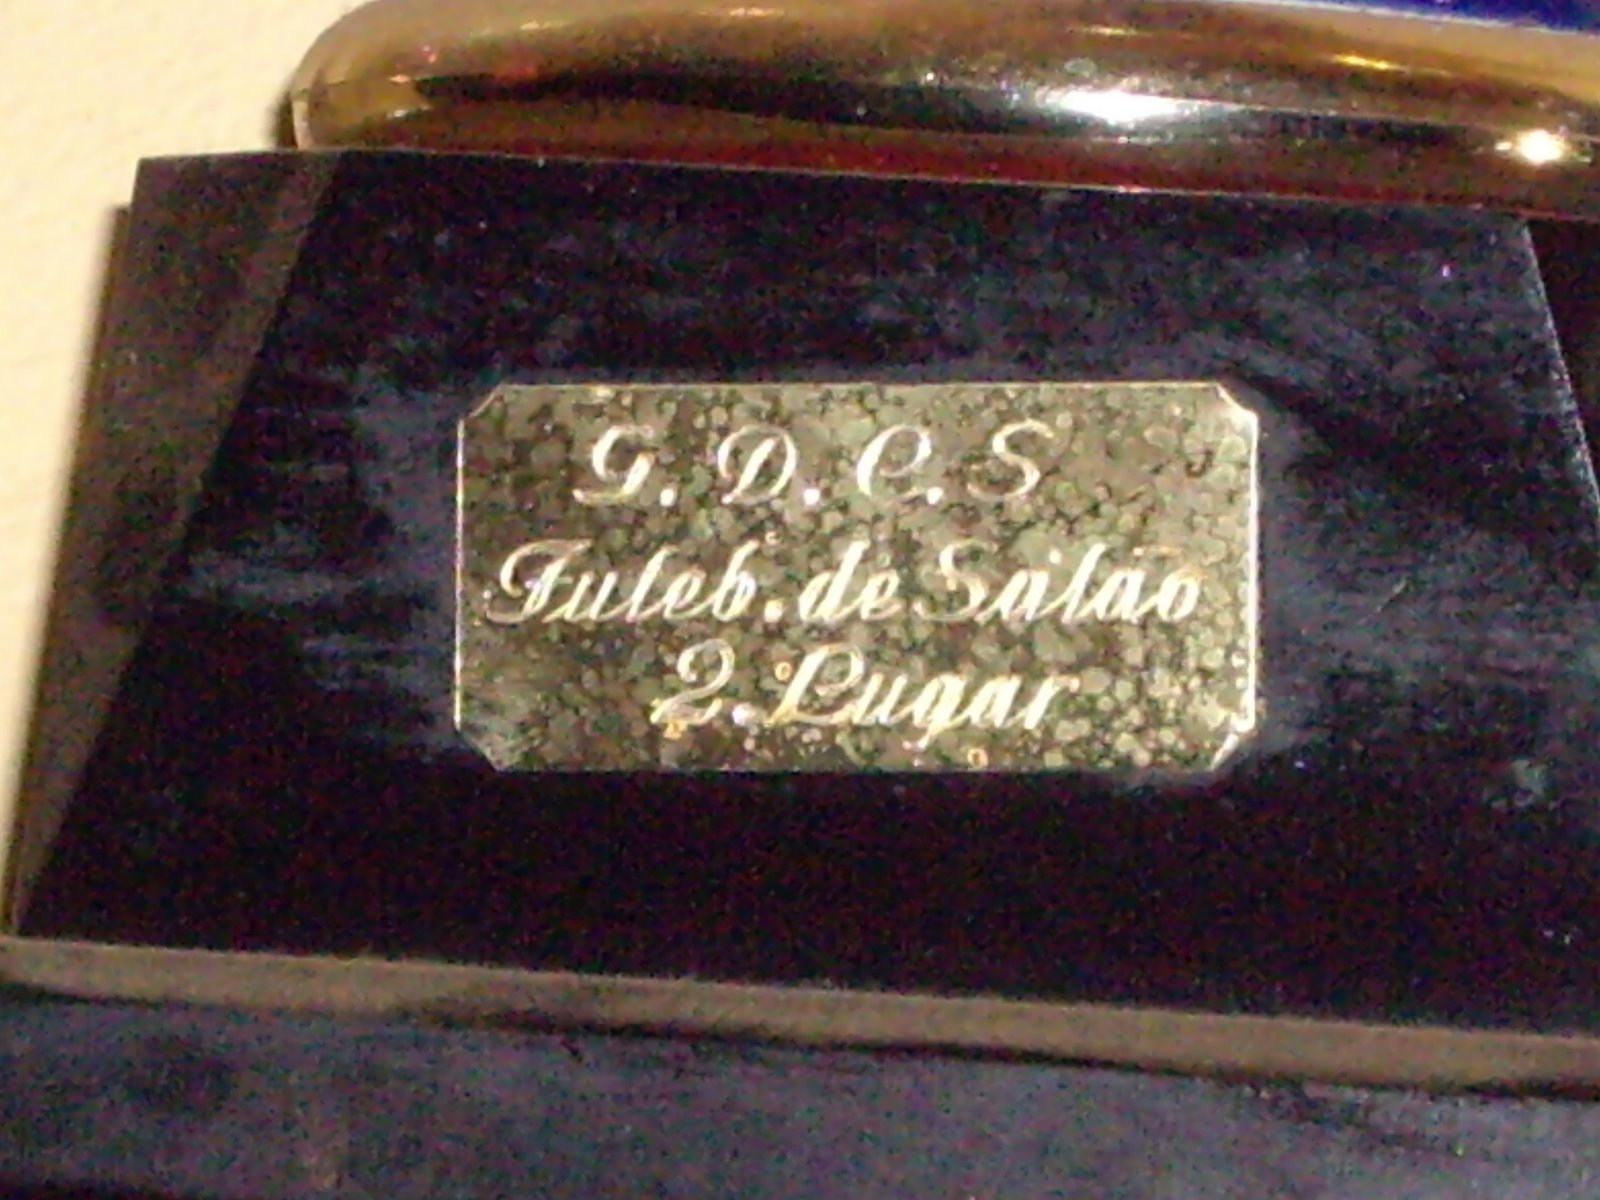 G. D. C. S
Futeb. de Salão
2.º Lugar